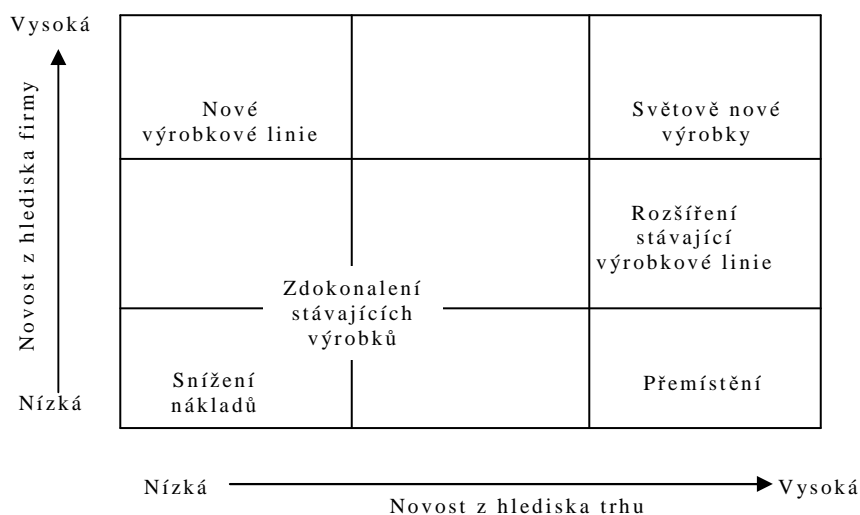 Vysoká
Novost z hlediska firmy
Nízká
Nové
výrobkové linie
Světově nové
výrobky
Rozšíření
stávající
výrobkové linie
Zdokonalení
stávajících
výrobků
Snížení
nákladů
Přemístění
Nízká
Vysoká
Novost z hlediska trhu